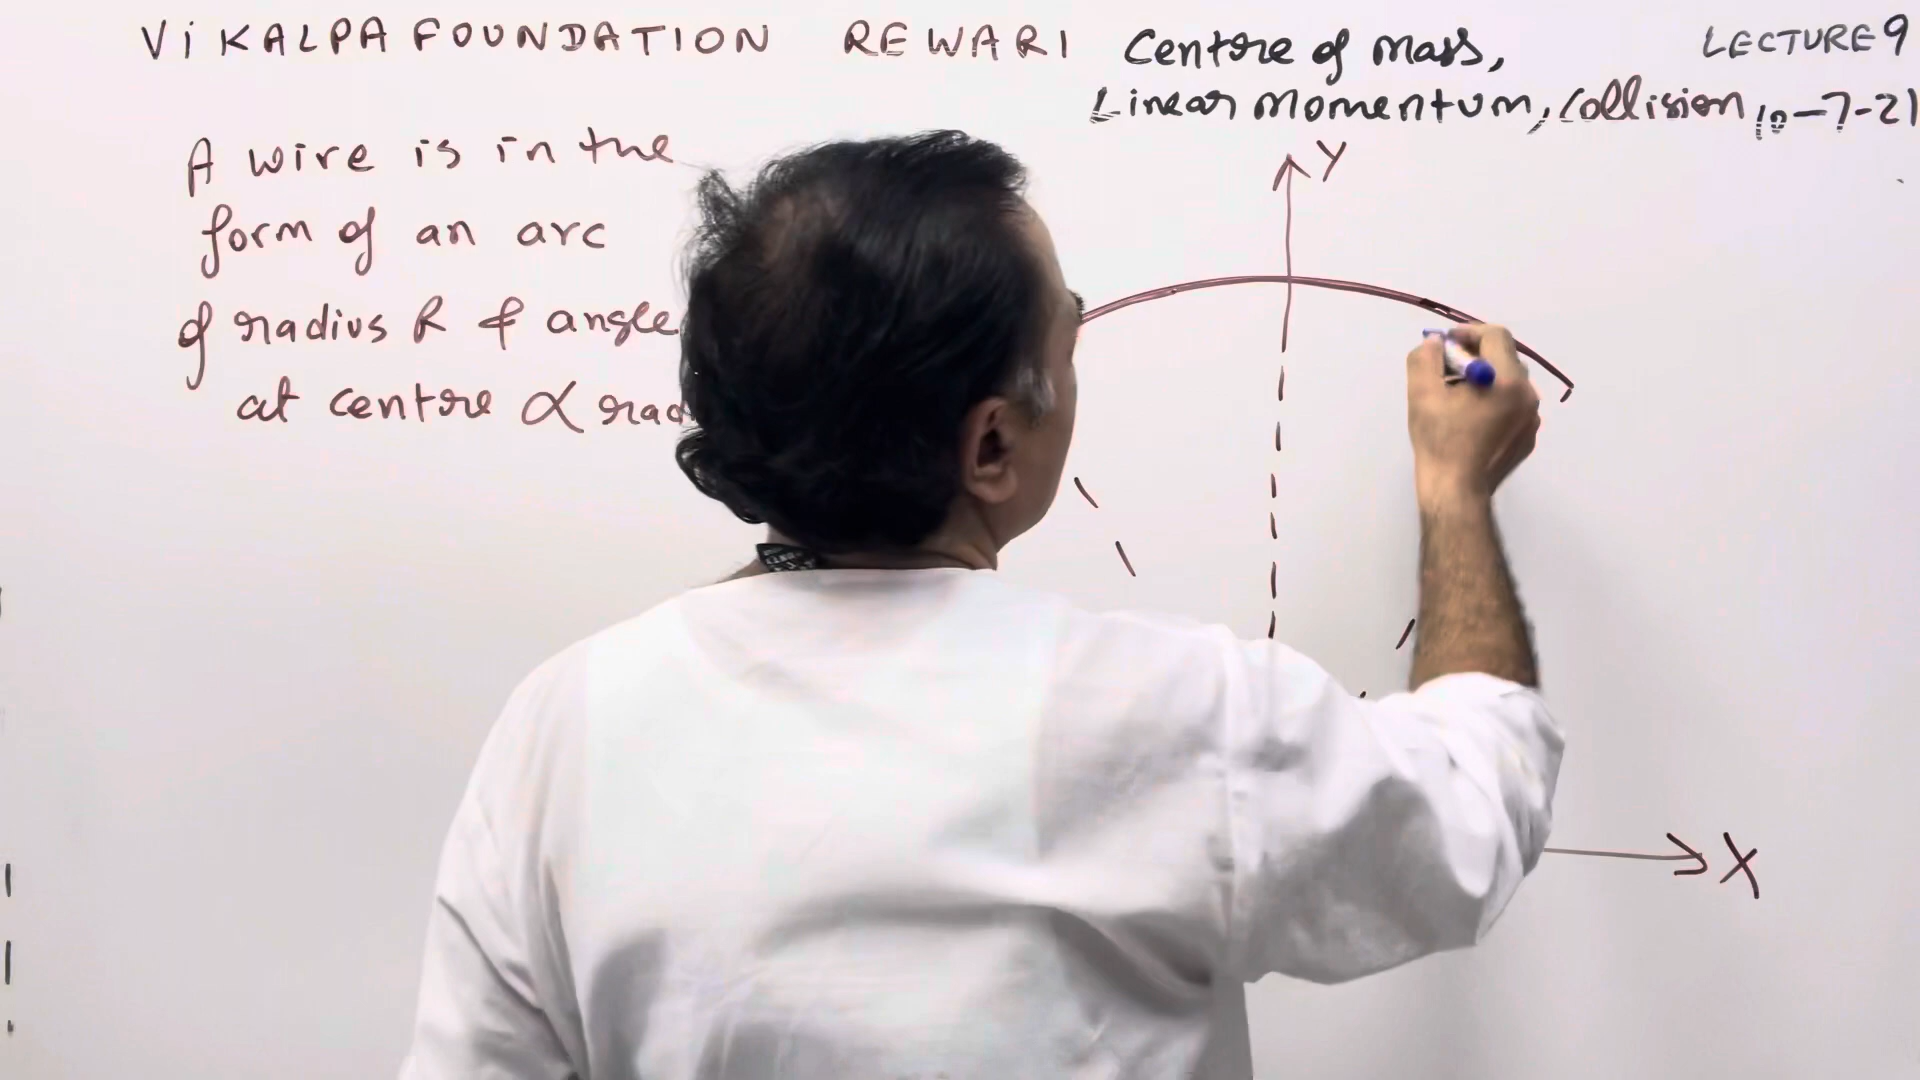 ViKALPA FOUNDATION REWARI
Centre of mass,
Linear momentum, Collision
LECTURE 9
10-7-21
A wire is in the
form of an arc
of radius R & angle
at centre α rad
Y
X